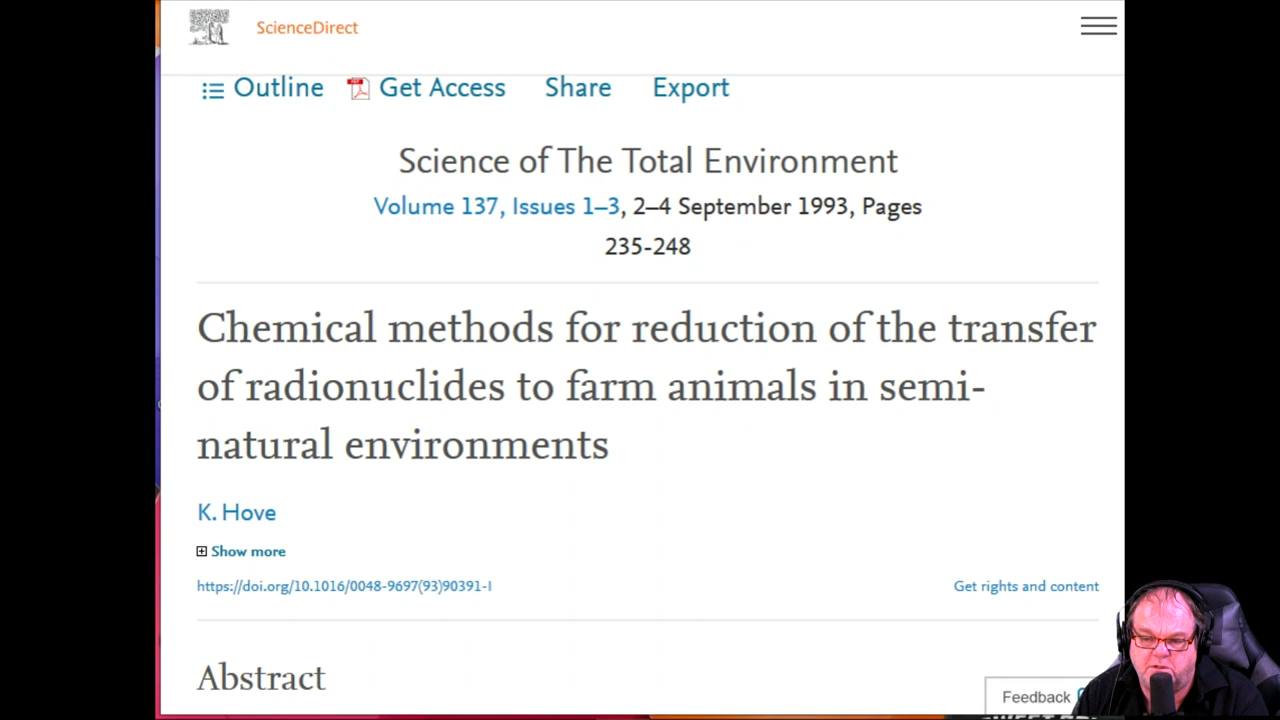 ScienceDirect
Outline
Get Access
Share
Export
Science of The Total Environment
Volume 137, Issues 1–3, 2–4 September 1993, Pages
235-248
Chemical methods for reduction of the transfer
of radionuclides to farm animals in semi-
natural environments
K. Hove
Show more
https://doi.org/10.1016/0048-9697(93)90391-I
Get rights and content
Abstract
Feedback